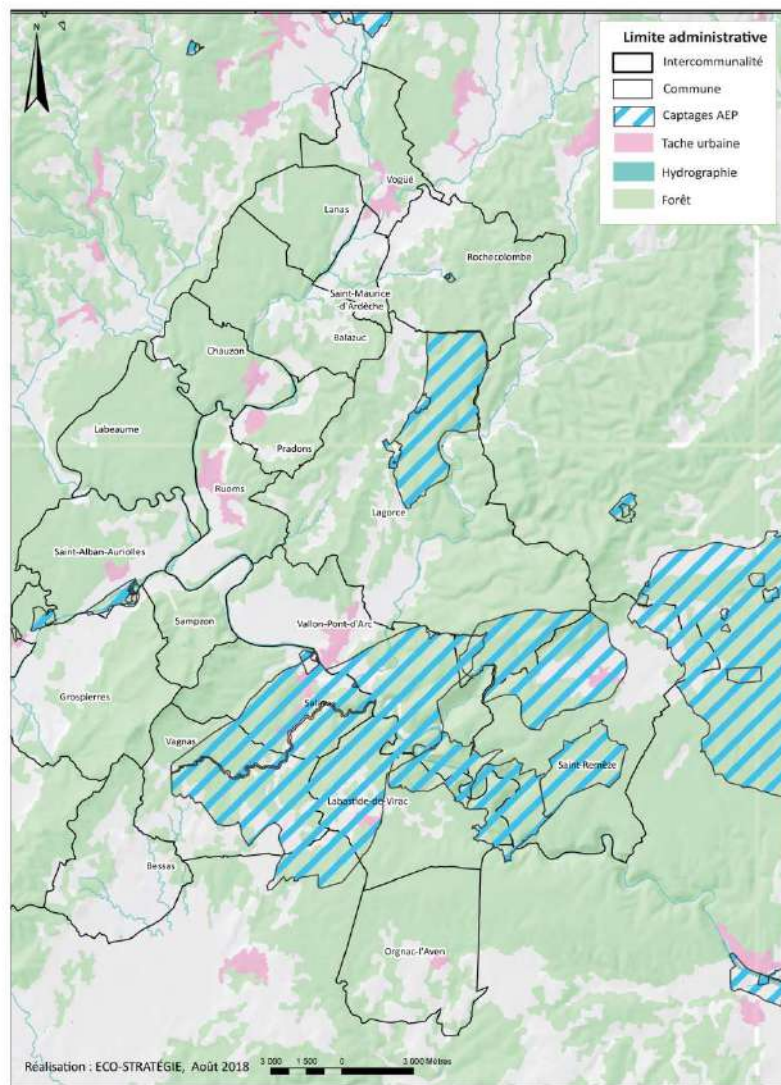 N
Limite administrative
Intercommunalité
Commune
Captages AEP
Tache urbaine
Hydrographie
Forêt
Vogüé
Lanas
Rochecolombe
Saint-Maurice
-d'Ardèche
Balazuc
Chauzon
Labeaume
Pradons
Ruoms
Lagorce
Saint-Alban-Auriolles
Sampzon
Vallon-Pont-d'Arc
Grospierres
Vagnas
Labastide-de-Virac
Saint-Remèze
Bessas
Orgnac-l'Aven
Réalisation : ECO-STRATÉGIE, Août 2018
3 000 1 500 0 3 000 Mètres